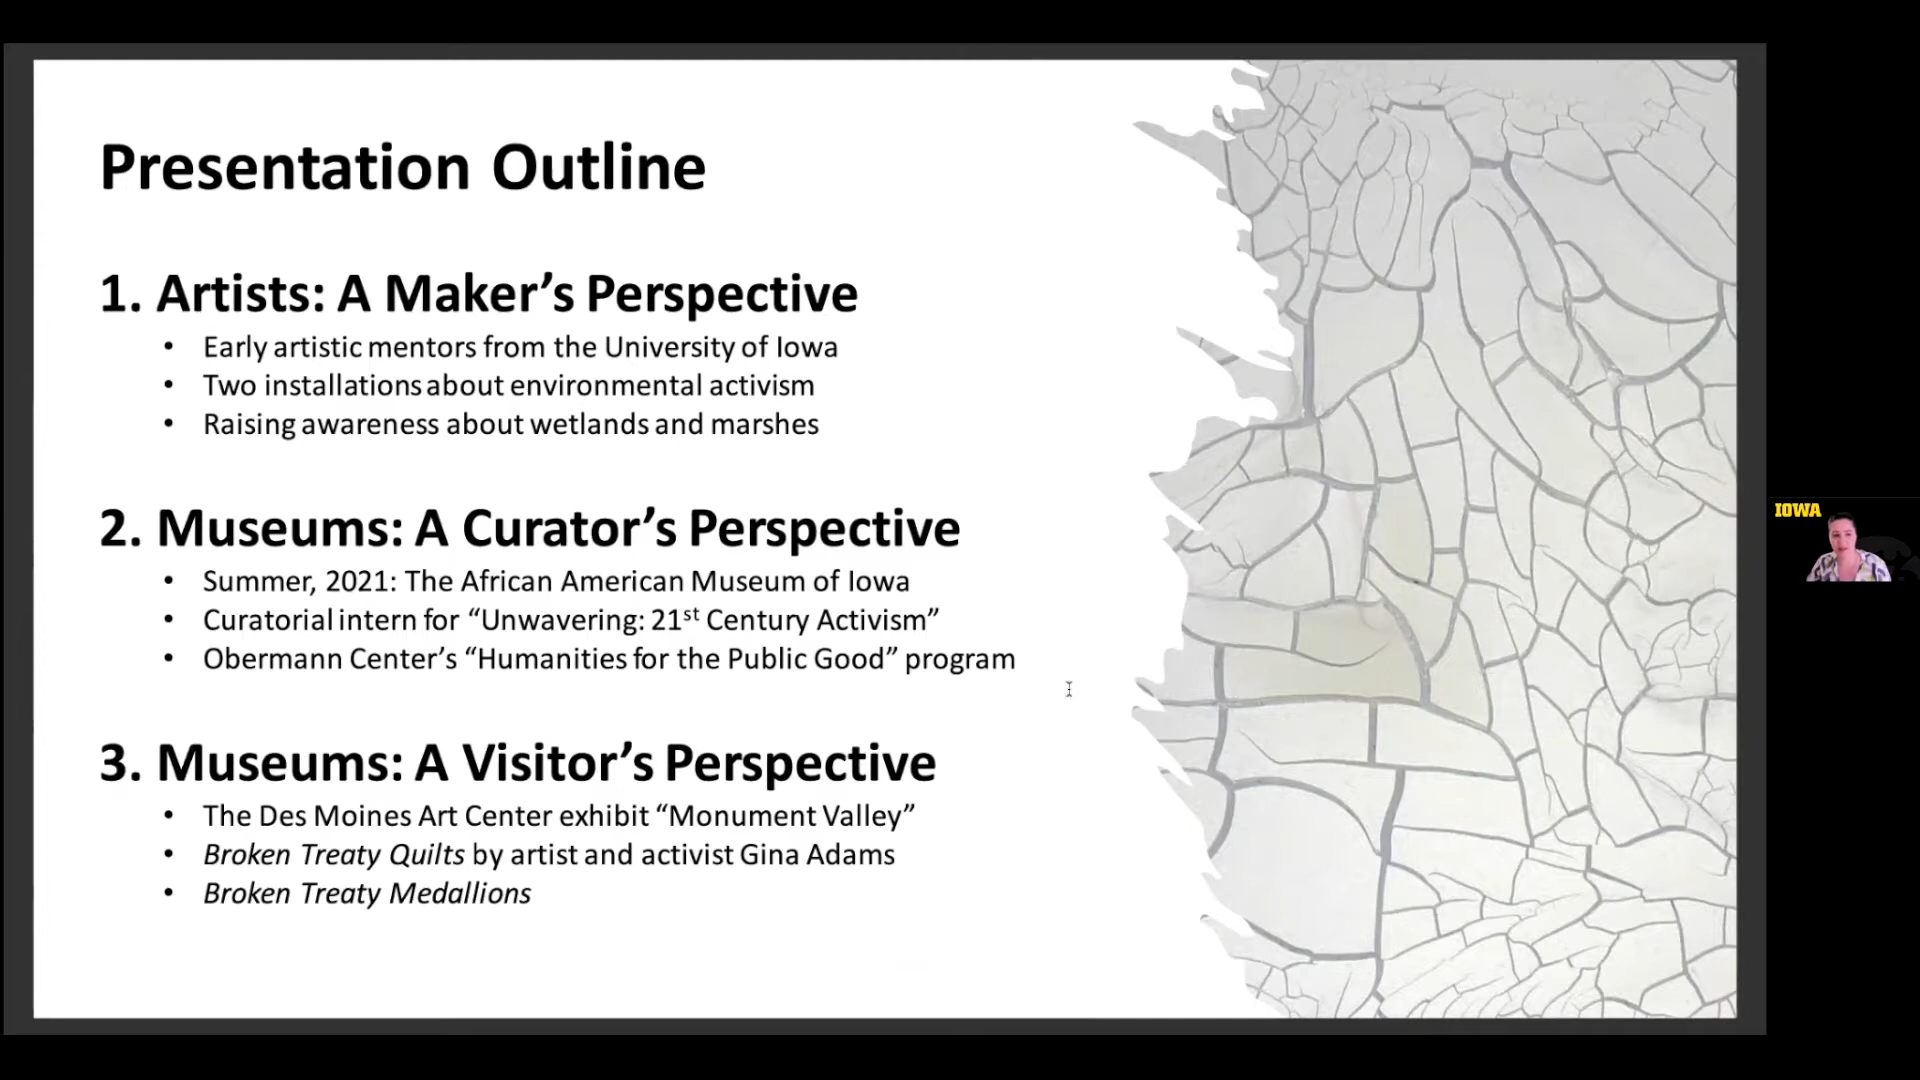 Presentation Outline
1. Artists: A Maker’s Perspective
• Early artistic mentors from the University of Iowa
• Two installations about environmental activism
• Raising awareness about wetlands and marshes
2. Museums: A Curator’s Perspective
• Summer, 2021: The African American Museum of Iowa
• Curatorial intern for “Unwavering: 21st Century Activism”
• Obermann Center’s “Humanities for the Public Good” program
3. Museums: A Visitor’s Perspective
• The Des Moines Art Center exhibit “Monument Valley”
• Broken Treaty Quilts by artist and activist Gina Adams
• Broken Treaty Medallions
IOWA